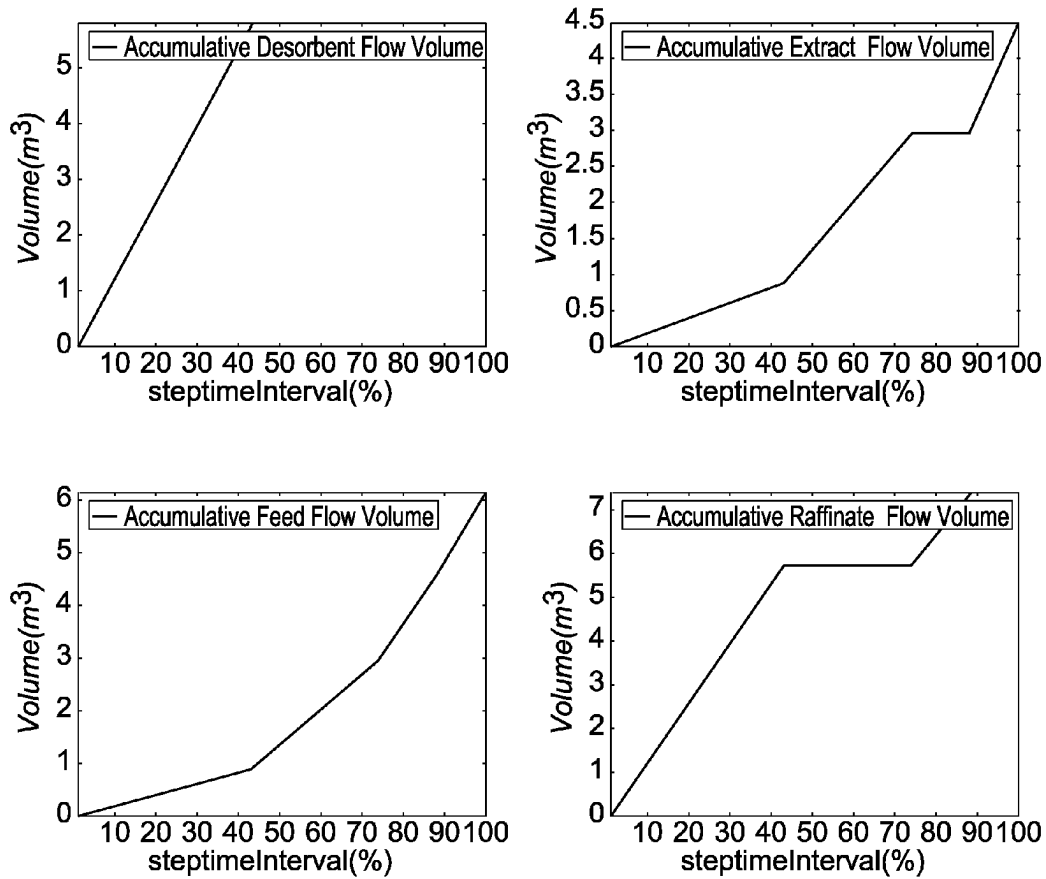 Accumulative Desorbent Flow Volume
Volume(m3)
5
4
3
2
1
0
10 20 30 40 50 60 70 80 90 100
steptimeInterval(%)
Accumulative Extract Flow Volume
Volume(m3)
4.5
4
3.5
3
2.5
2
1.5
1
0.5
0
10 20 30 40 50 60 70 80 90 100
steptimeInterval(%)
Accumulative Feed Flow Volume
Volume(m3)
6
5
4
3
2
1
0
10 20 30 40 50 60 70 80 90 100
steptimeInterval(%)
Accumulative Raffinate Flow Volume
Volume(m3)
7
6
5
4
3
2
1
0
10 20 30 40 50 60 70 80 90 100
steptimeInterval(%)